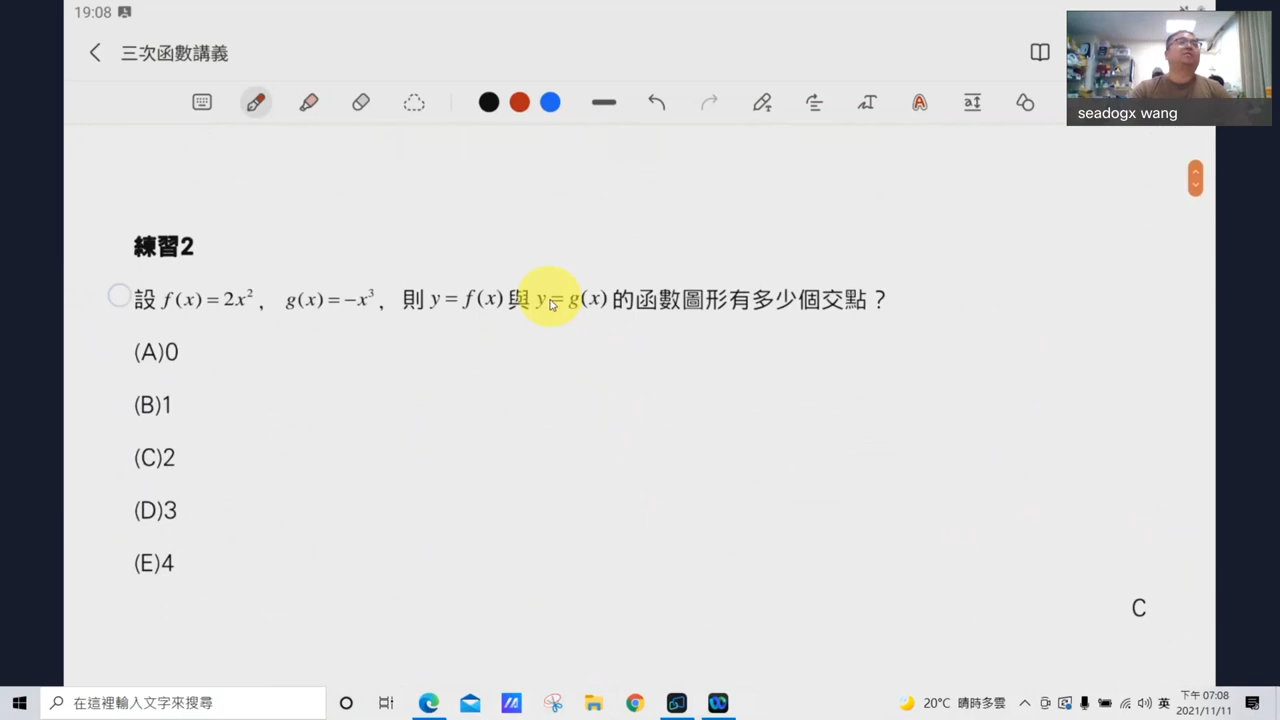 19:08
三次函數講義
seadogx wang
練習2
設 f(x) = 2x², g(x) = −x³, 則 y = f(x) 與 y = g(x) 的函數圖形有多少個交點？
(A)0
(B)1
(C)2
(D)3
(E)4
C
在這裡輸入文字來搜尋
20°C 晴時多雲
英
下午 07:08
2021/11/11